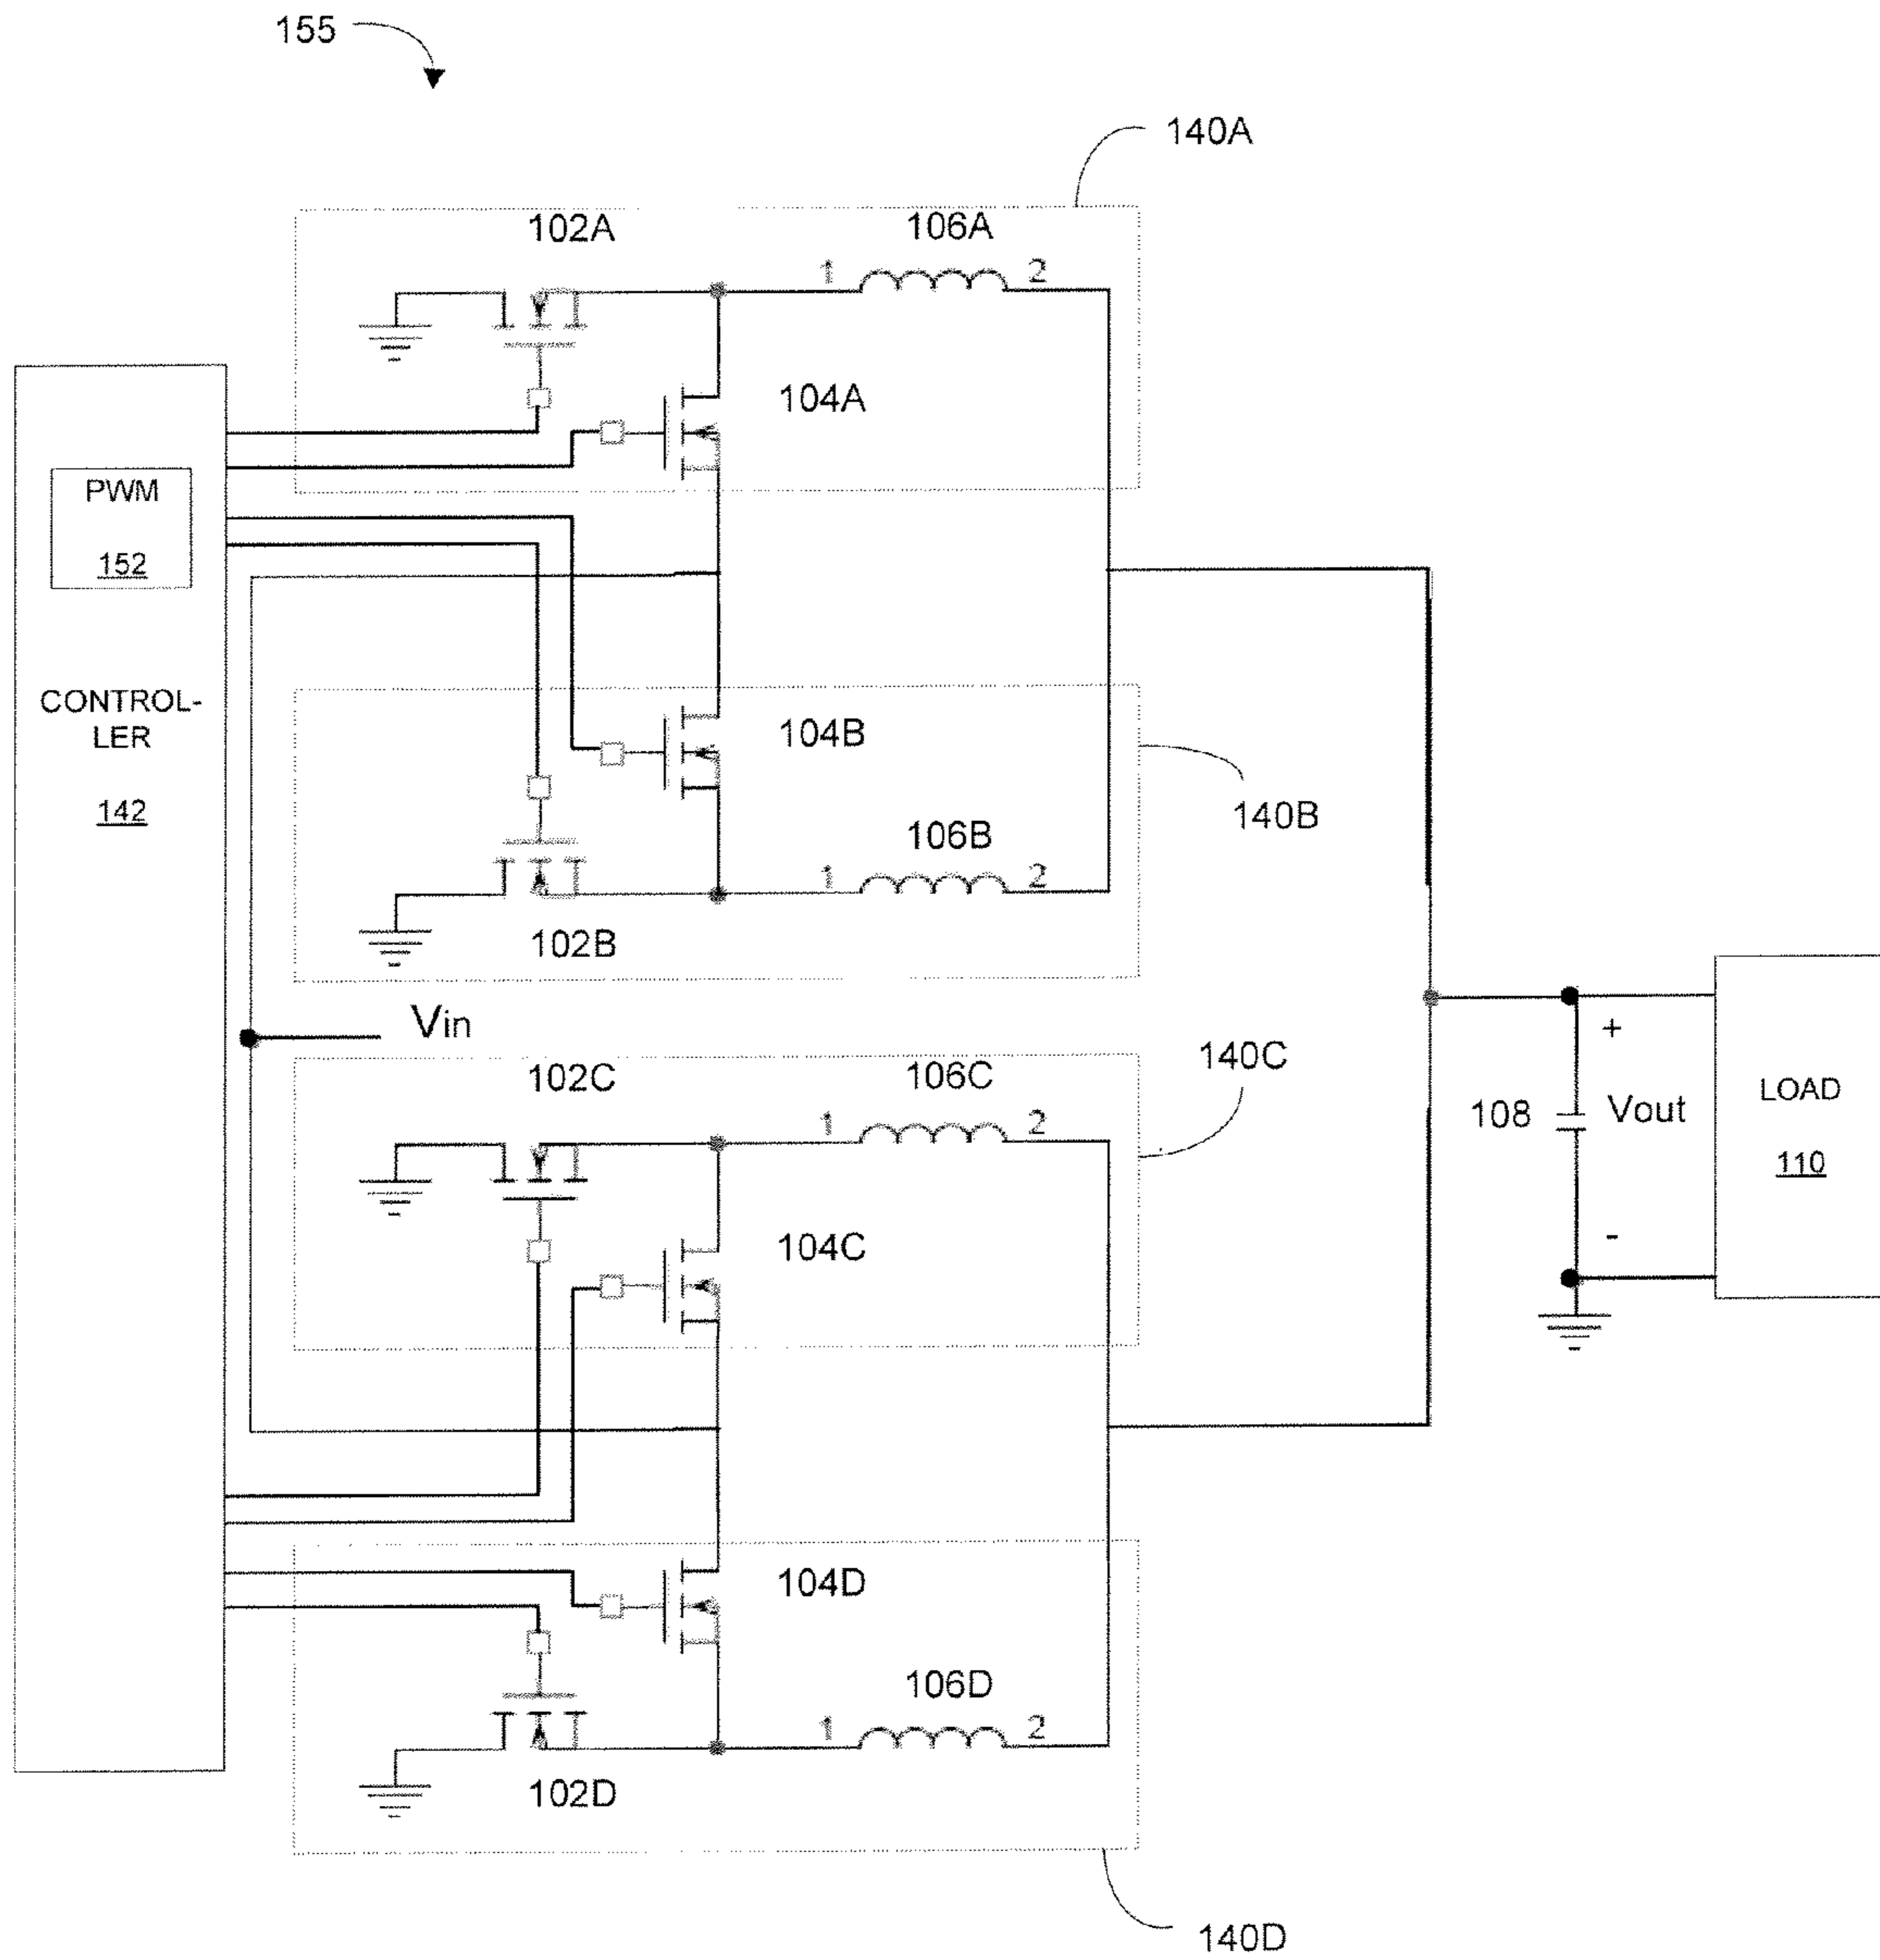 155
140A
102A
106A
1
2
104A
PWM
152
CONTROL-
LER
142
104B
140B
106B
1
2
102B
Vin
140C
102C
106C
1
2
104C
108
+
Vout
-
LOAD
110
104D
106D
1
2
102D
140D